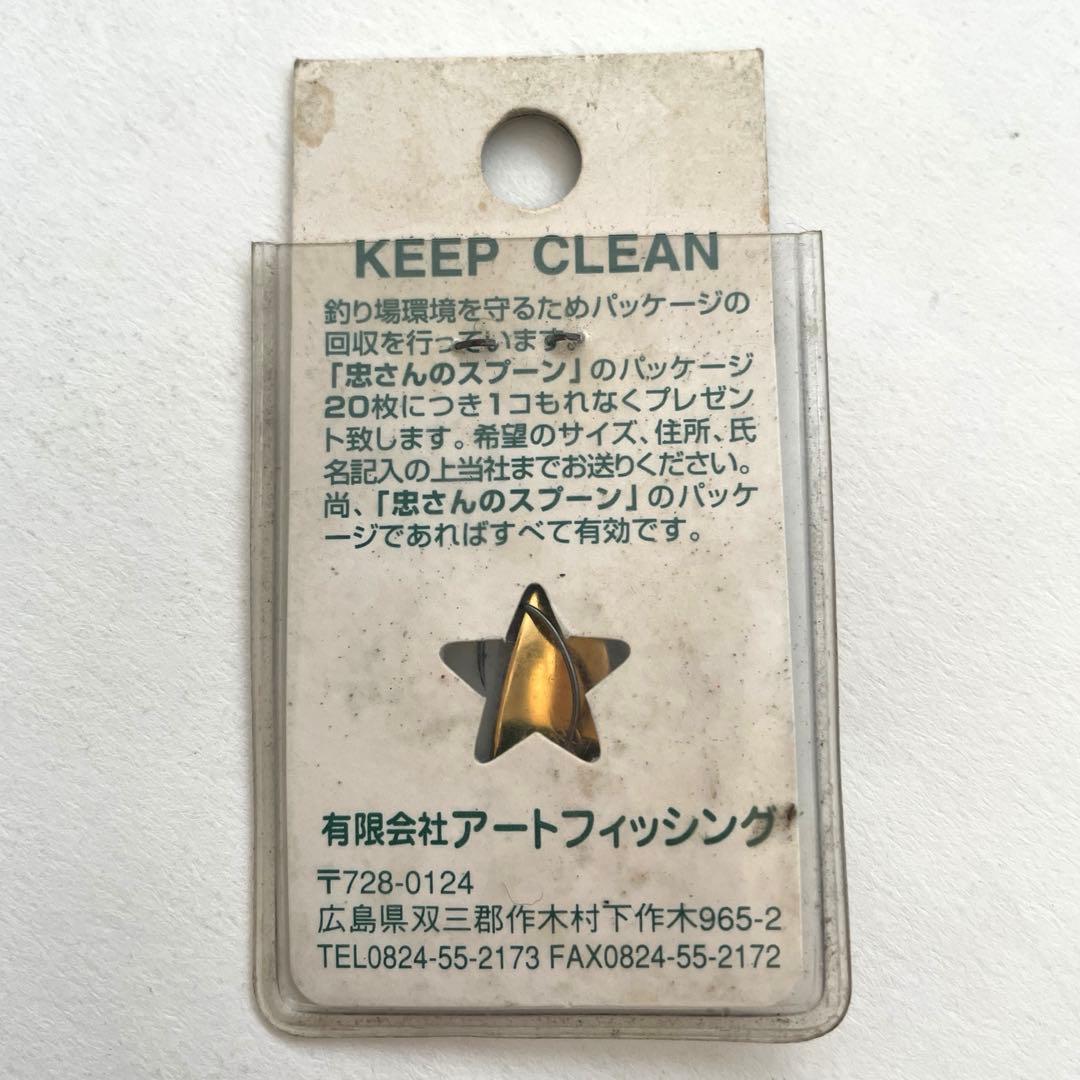 KEEP CLEAN
釣り場環境を守るためパッケージの
回収を行っています。
「忠さんのスプーン」のパッケージ
20枚につき1コもれなくプレゼン
ト致します。希望のサイズ、住所、氏
名記入の上当社までお送りください。
尚、「忠さんのスプーン」のパッケ
ージであればすべて有効です。
有限会社アートフィッシング
〒728-0124
広島県双三郡作木村下作木965-2
TEL0824-55-2173 FAX0824-55-2172